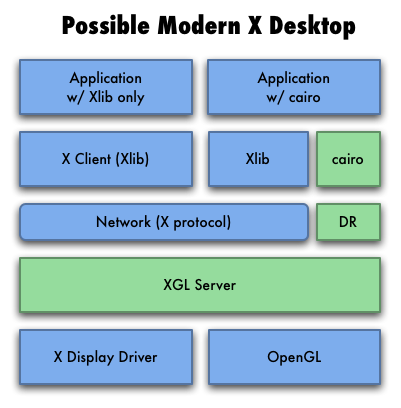 Possible Modern X Desktop
Application
w/ Xlib only
Application
w/ cairo
X Client (Xlib)
Xlib
cairo
Network (X protocol)
DR
XGL Server
X Display Driver
OpenGL